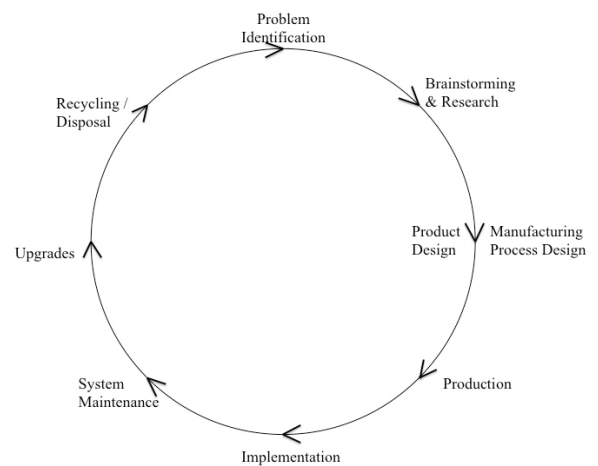 Problem
Identification
Brainstorming
& Research
Product
Design
Manufacturing
Process Design
Production
Implementation
System
Maintenance
Upgrades
Recycling /
Disposal